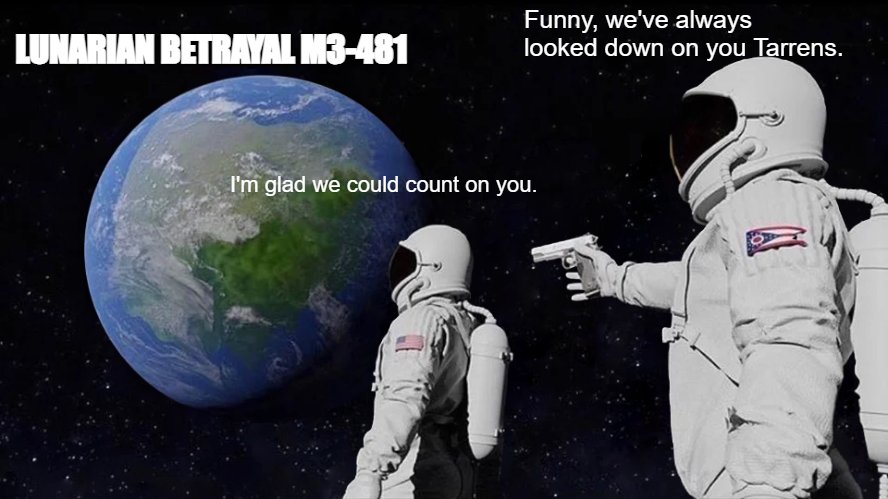 LUNARIAN BETRAYAL M3-481
Funny, we've always
looked down on you Tarrens.
I'm glad we could count on you.